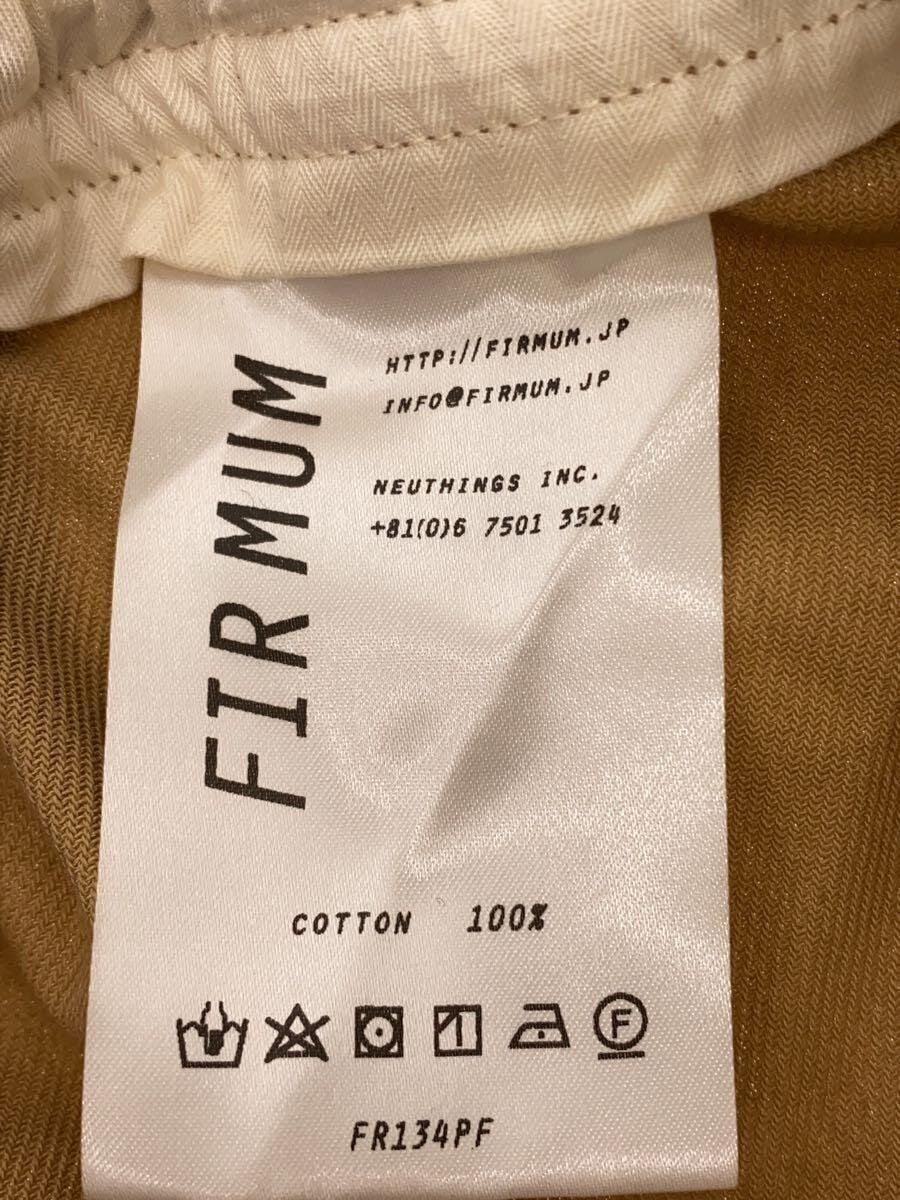 HTTP://FIRMUM.JP
INFO@FIRMUM.JP
NEUTHINGS INC.
+81(0)6 7501 3524
FIRMUM
COTTON 100%
F
FR134PF